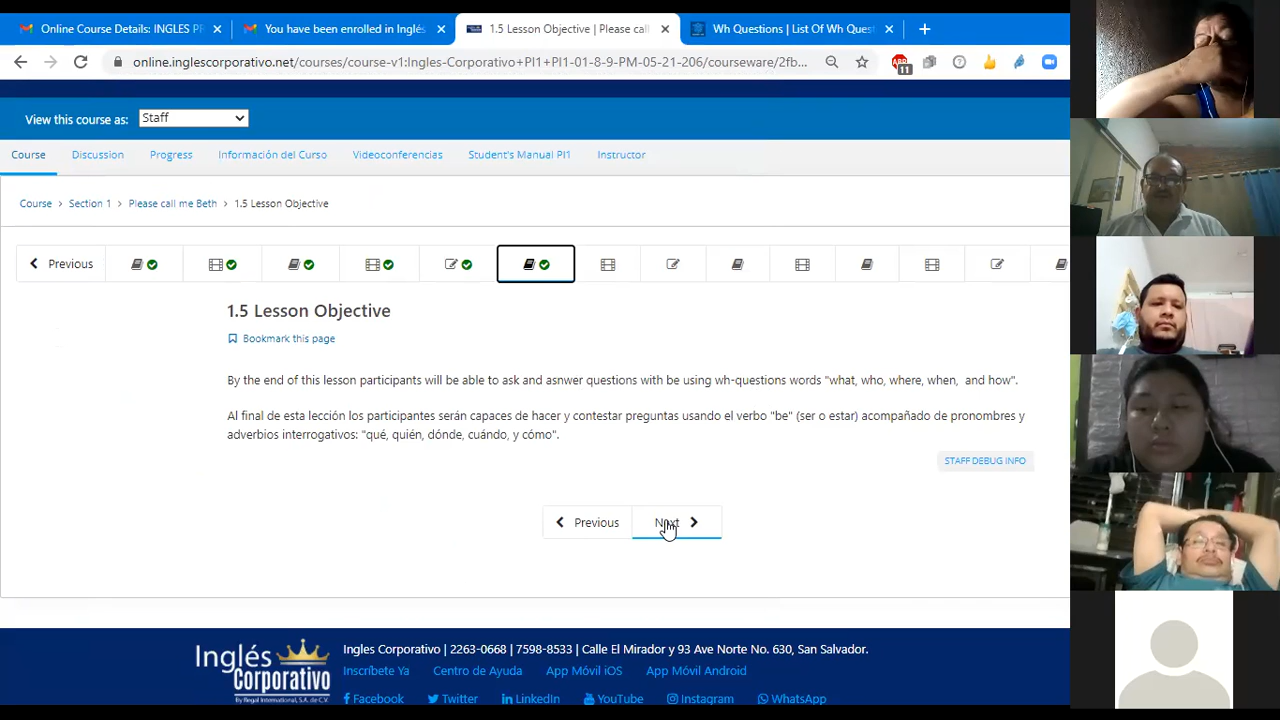 Online Course Details: INGLES PR
You have been enrolled in Inglés
1.5 Lesson Objective | Please call
Wh Questions | List Of Wh Quest
online.inglescorporativo.net/courses/course-v1:Ingles-Corporativo+PI1+PI1-01-8-9-PM-05-21-206/courseware/2fb...
11
View this course as: Staff
Course Discussion Progress Información del Curso Videoconferencias Student's Manual PI1 Instructor
Course > Section 1 > Please call me Beth > 1.5 Lesson Objective
Previous
1.5 Lesson Objective
Bookmark this page
By the end of this lesson participants will be able to ask and asnwer questions with be using wh-questions words "what, who, where, when, and how".
Al final de esta lección los participantes serán capaces de hacer y contestar preguntas usando el verbo "be" (ser o estar) acompañado de pronombres y
adverbios interrogativos: "qué, quién, dónde, cuándo, y cómo".
STAFF DEBUG INFO
Previous Next
Inglés Corporativo | 2263-0668 | 7598-8533 | Calle El Mirador y 93 Ave Norte No. 630, San Salvador.
Inglés
Corporativo
By Regal International, S.A. de C.V.
Inscríbete Ya Centro de Ayuda App Móvil iOS App Móvil Android
Facebook Twitter LinkedIn YouTube Instagram WhatsApp